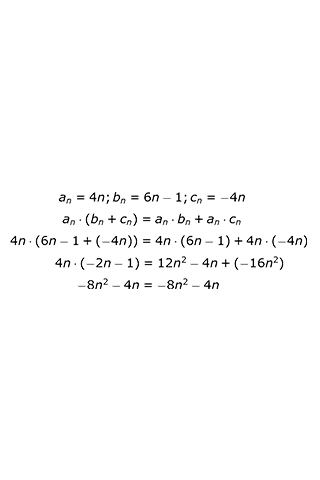 aₙ = 4n; bₙ = 6n − 1; cₙ = −4n
aₙ · (bₙ + cₙ) = aₙ · bₙ + aₙ · cₙ
4n · (6n − 1 + (−4n)) = 4n · (6n − 1) + 4n · (−4n)
4n · (−2n − 1) = 12n² − 4n + (−16n²)
−8n² − 4n = −8n² − 4n